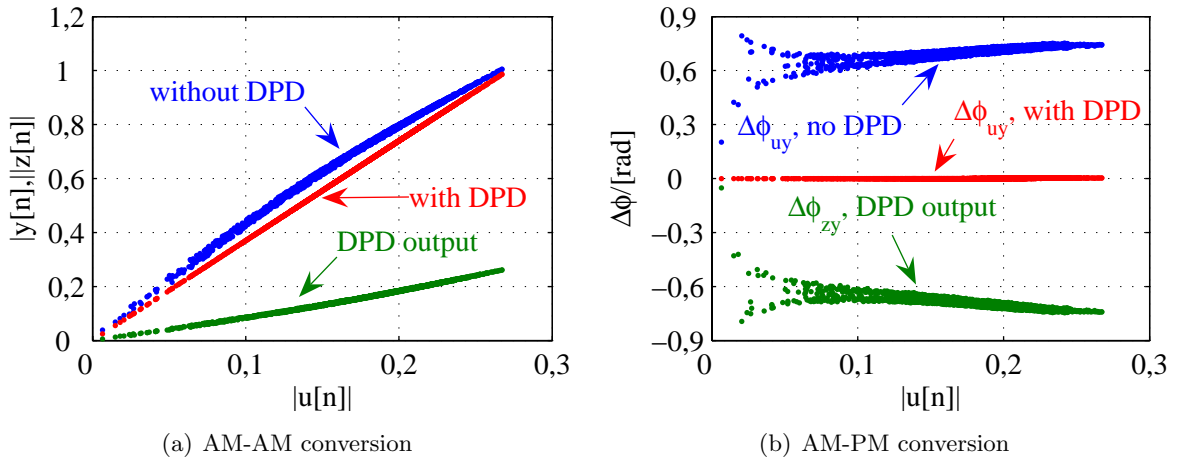 1,2
1
0.8
0,6
0,4
0.2
0
0
0,1
0,2
0,3
|y[n],||z[n]||
|u[n]|
without DPD
with DPD
DPD output
(a) AM-AM conversion
0,9
0,6
0.3
0
−0,3
−0.6
−0,9
0
0,1
0,2
0,3
Δϕ/[rad]
|u[n]|
Δϕuy, no DPD
Δϕuy, with DPD
Δϕzy, DPD output
(b) AM-PM conversion